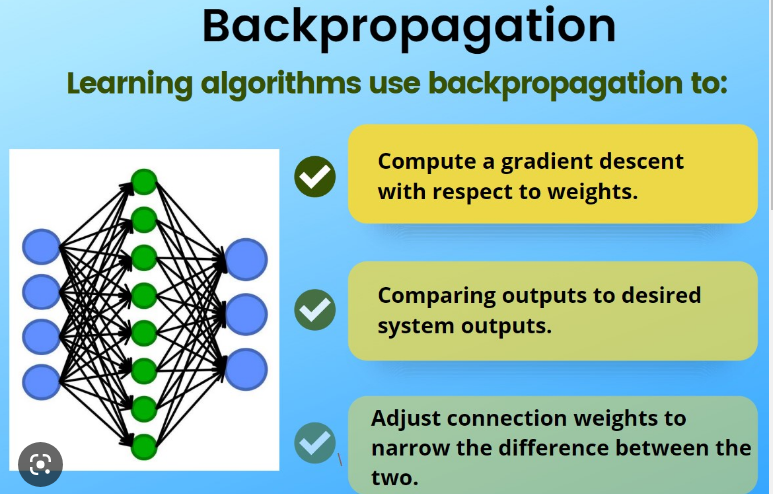 Backpropagation
Learning algorithms use backpropagation to:
Compute a gradient descent
with respect to weights.
Comparing outputs to desired
system outputs.
Adjust connection weights to
narrow the difference between the
two.